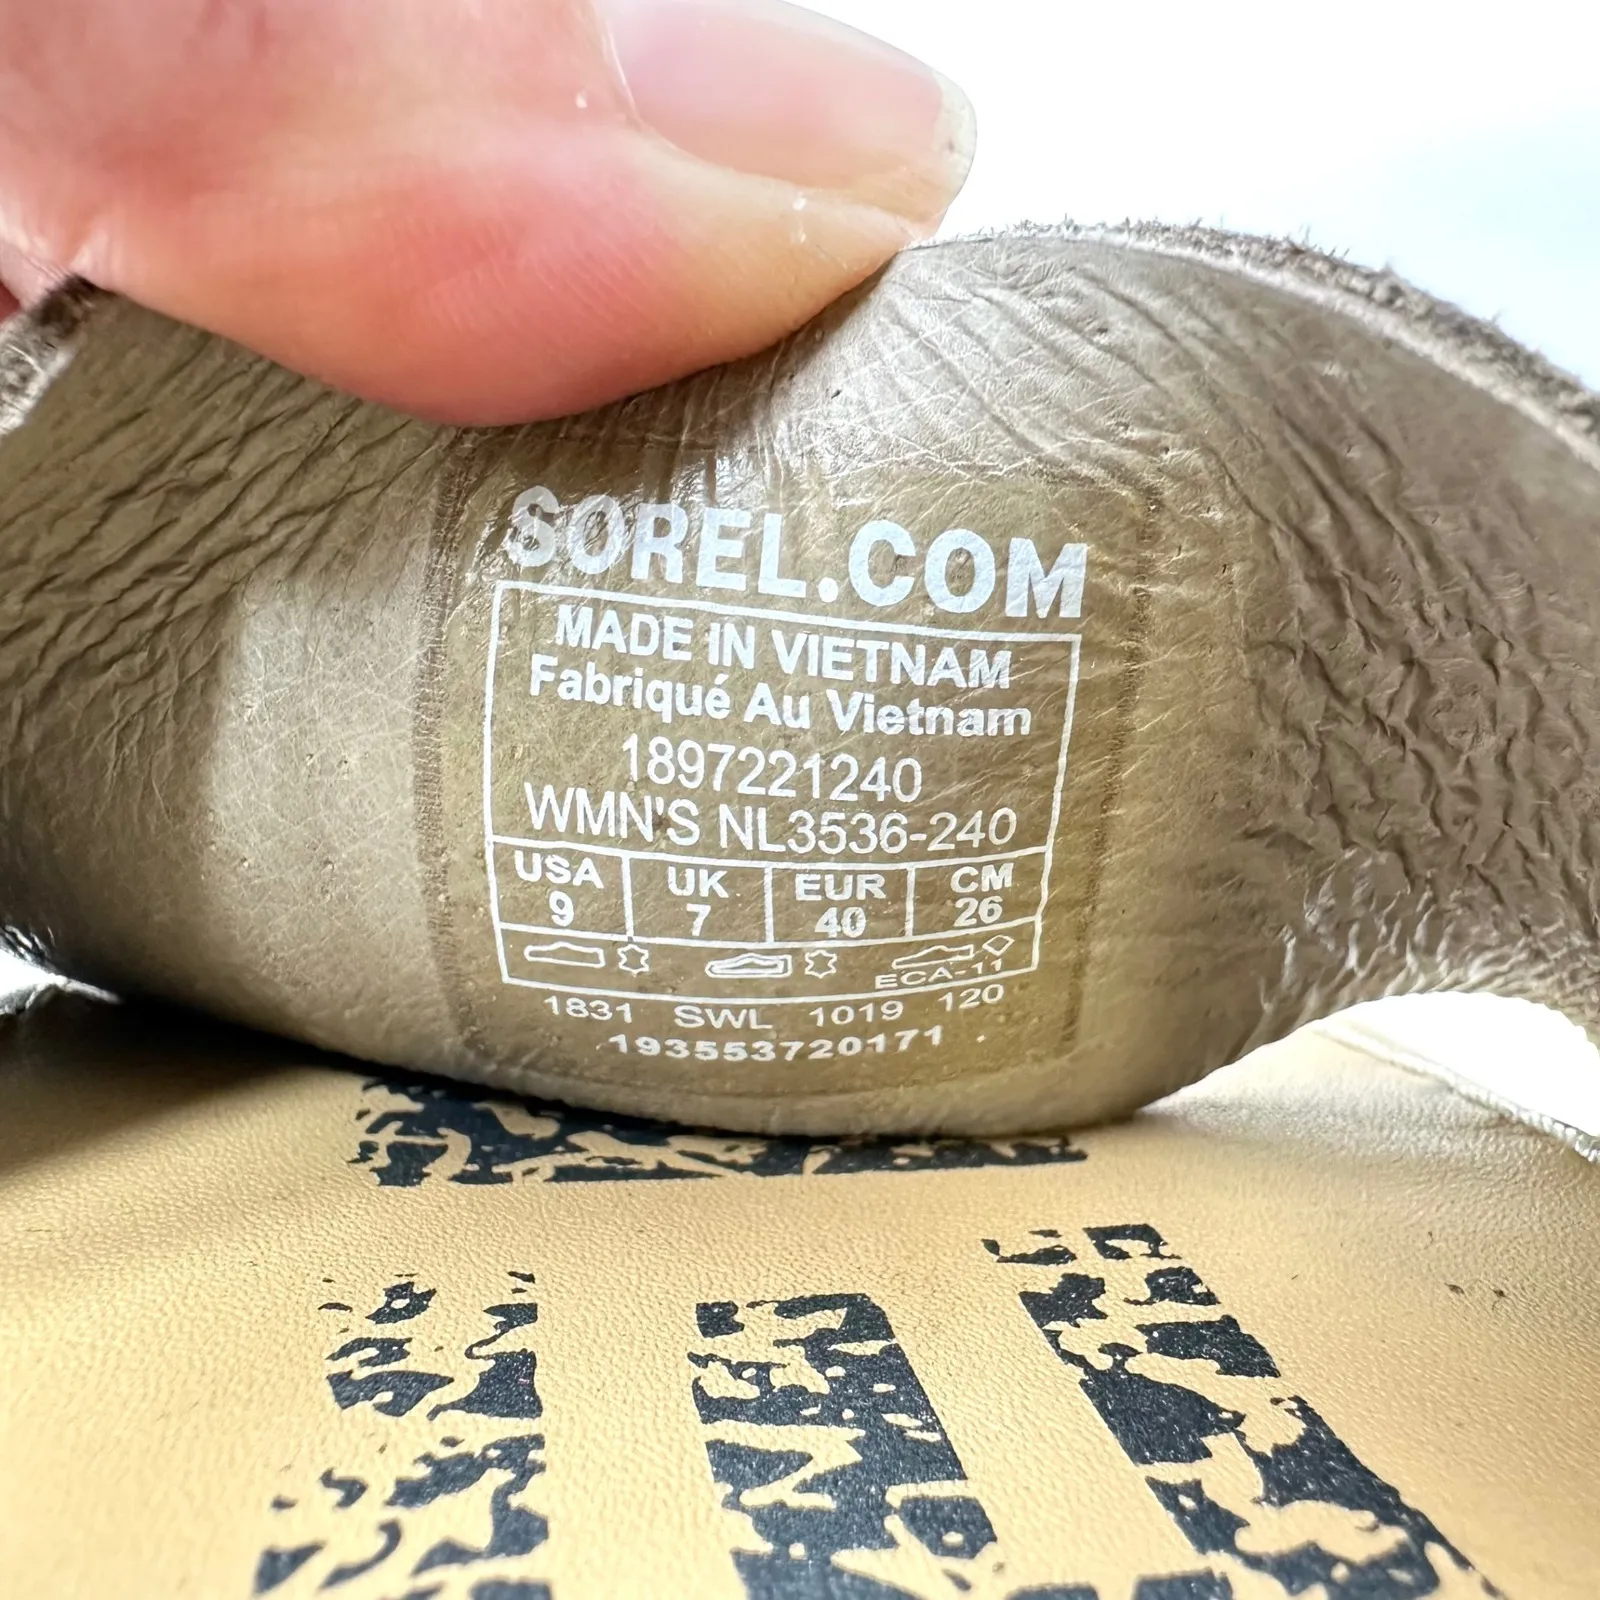 SOREL.COM
MADE IN VIETNAM
Fabriqué Au Vietnam
1897221240
WMN'S NL3536-240
USA UK EUR CM
9 7 40 26
ECA-11
1831 SWL 1019 120
193553720171